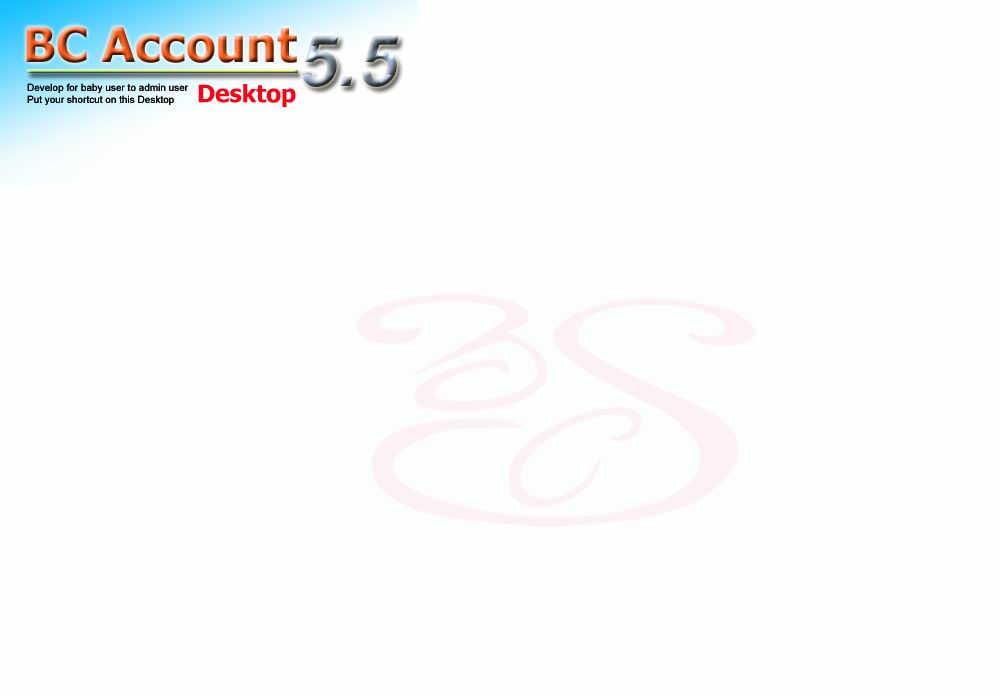 BC Account 5.5
Develop for baby user to admin user
Put your shortcut on this Desktop
Desktop